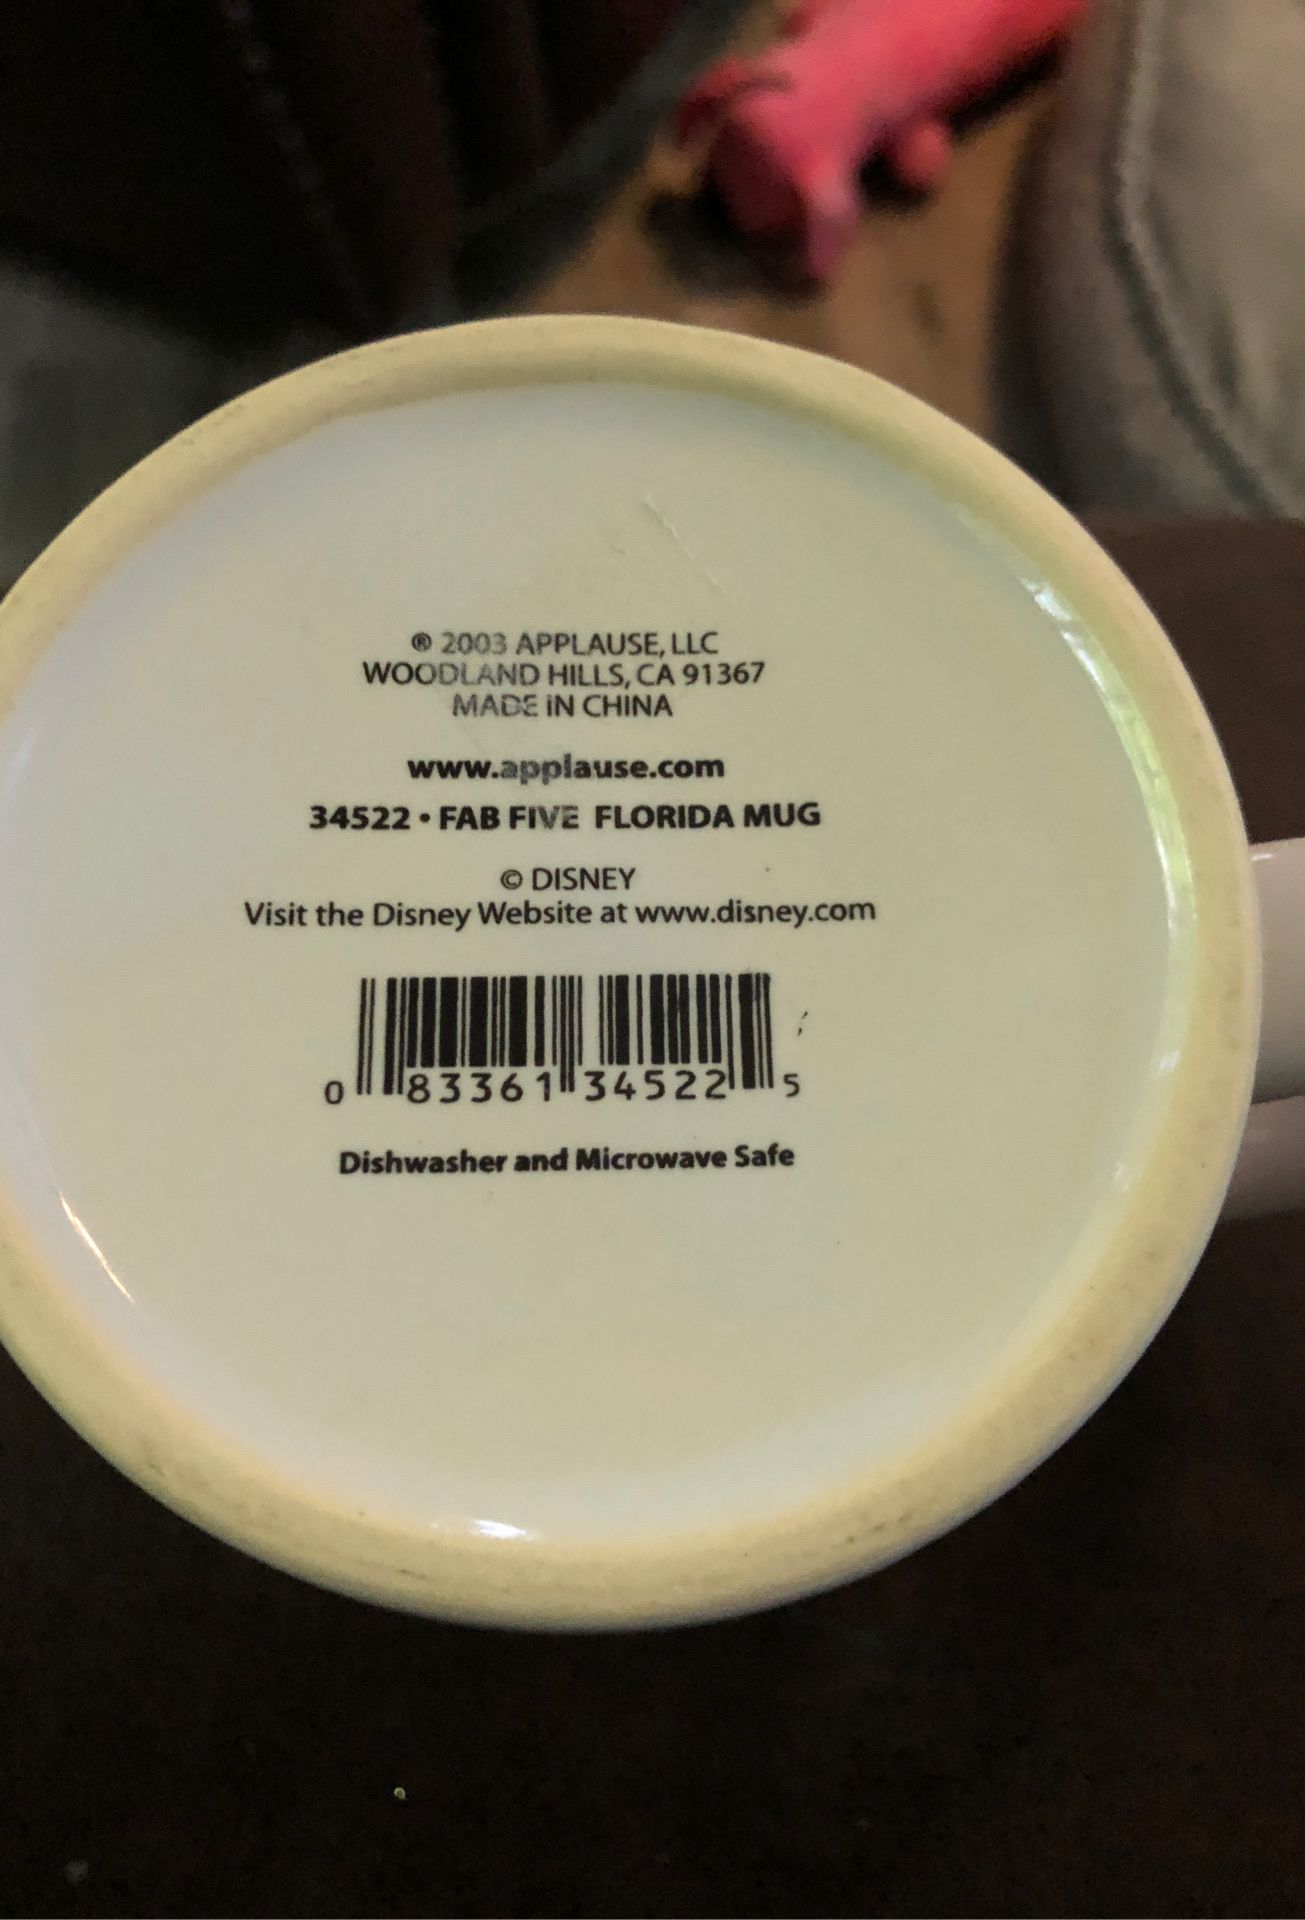 ® 2003 APPLAUSE, LLC
WOODLAND HILLS, CA 91367
MADE IN CHINA
www.applause.com
34522 • FAB FIVE FLORIDA MUG
© DISNEY
Visit the Disney Website at www.disney.com
0 83361 34522 5
Dishwasher and Microwave Safe